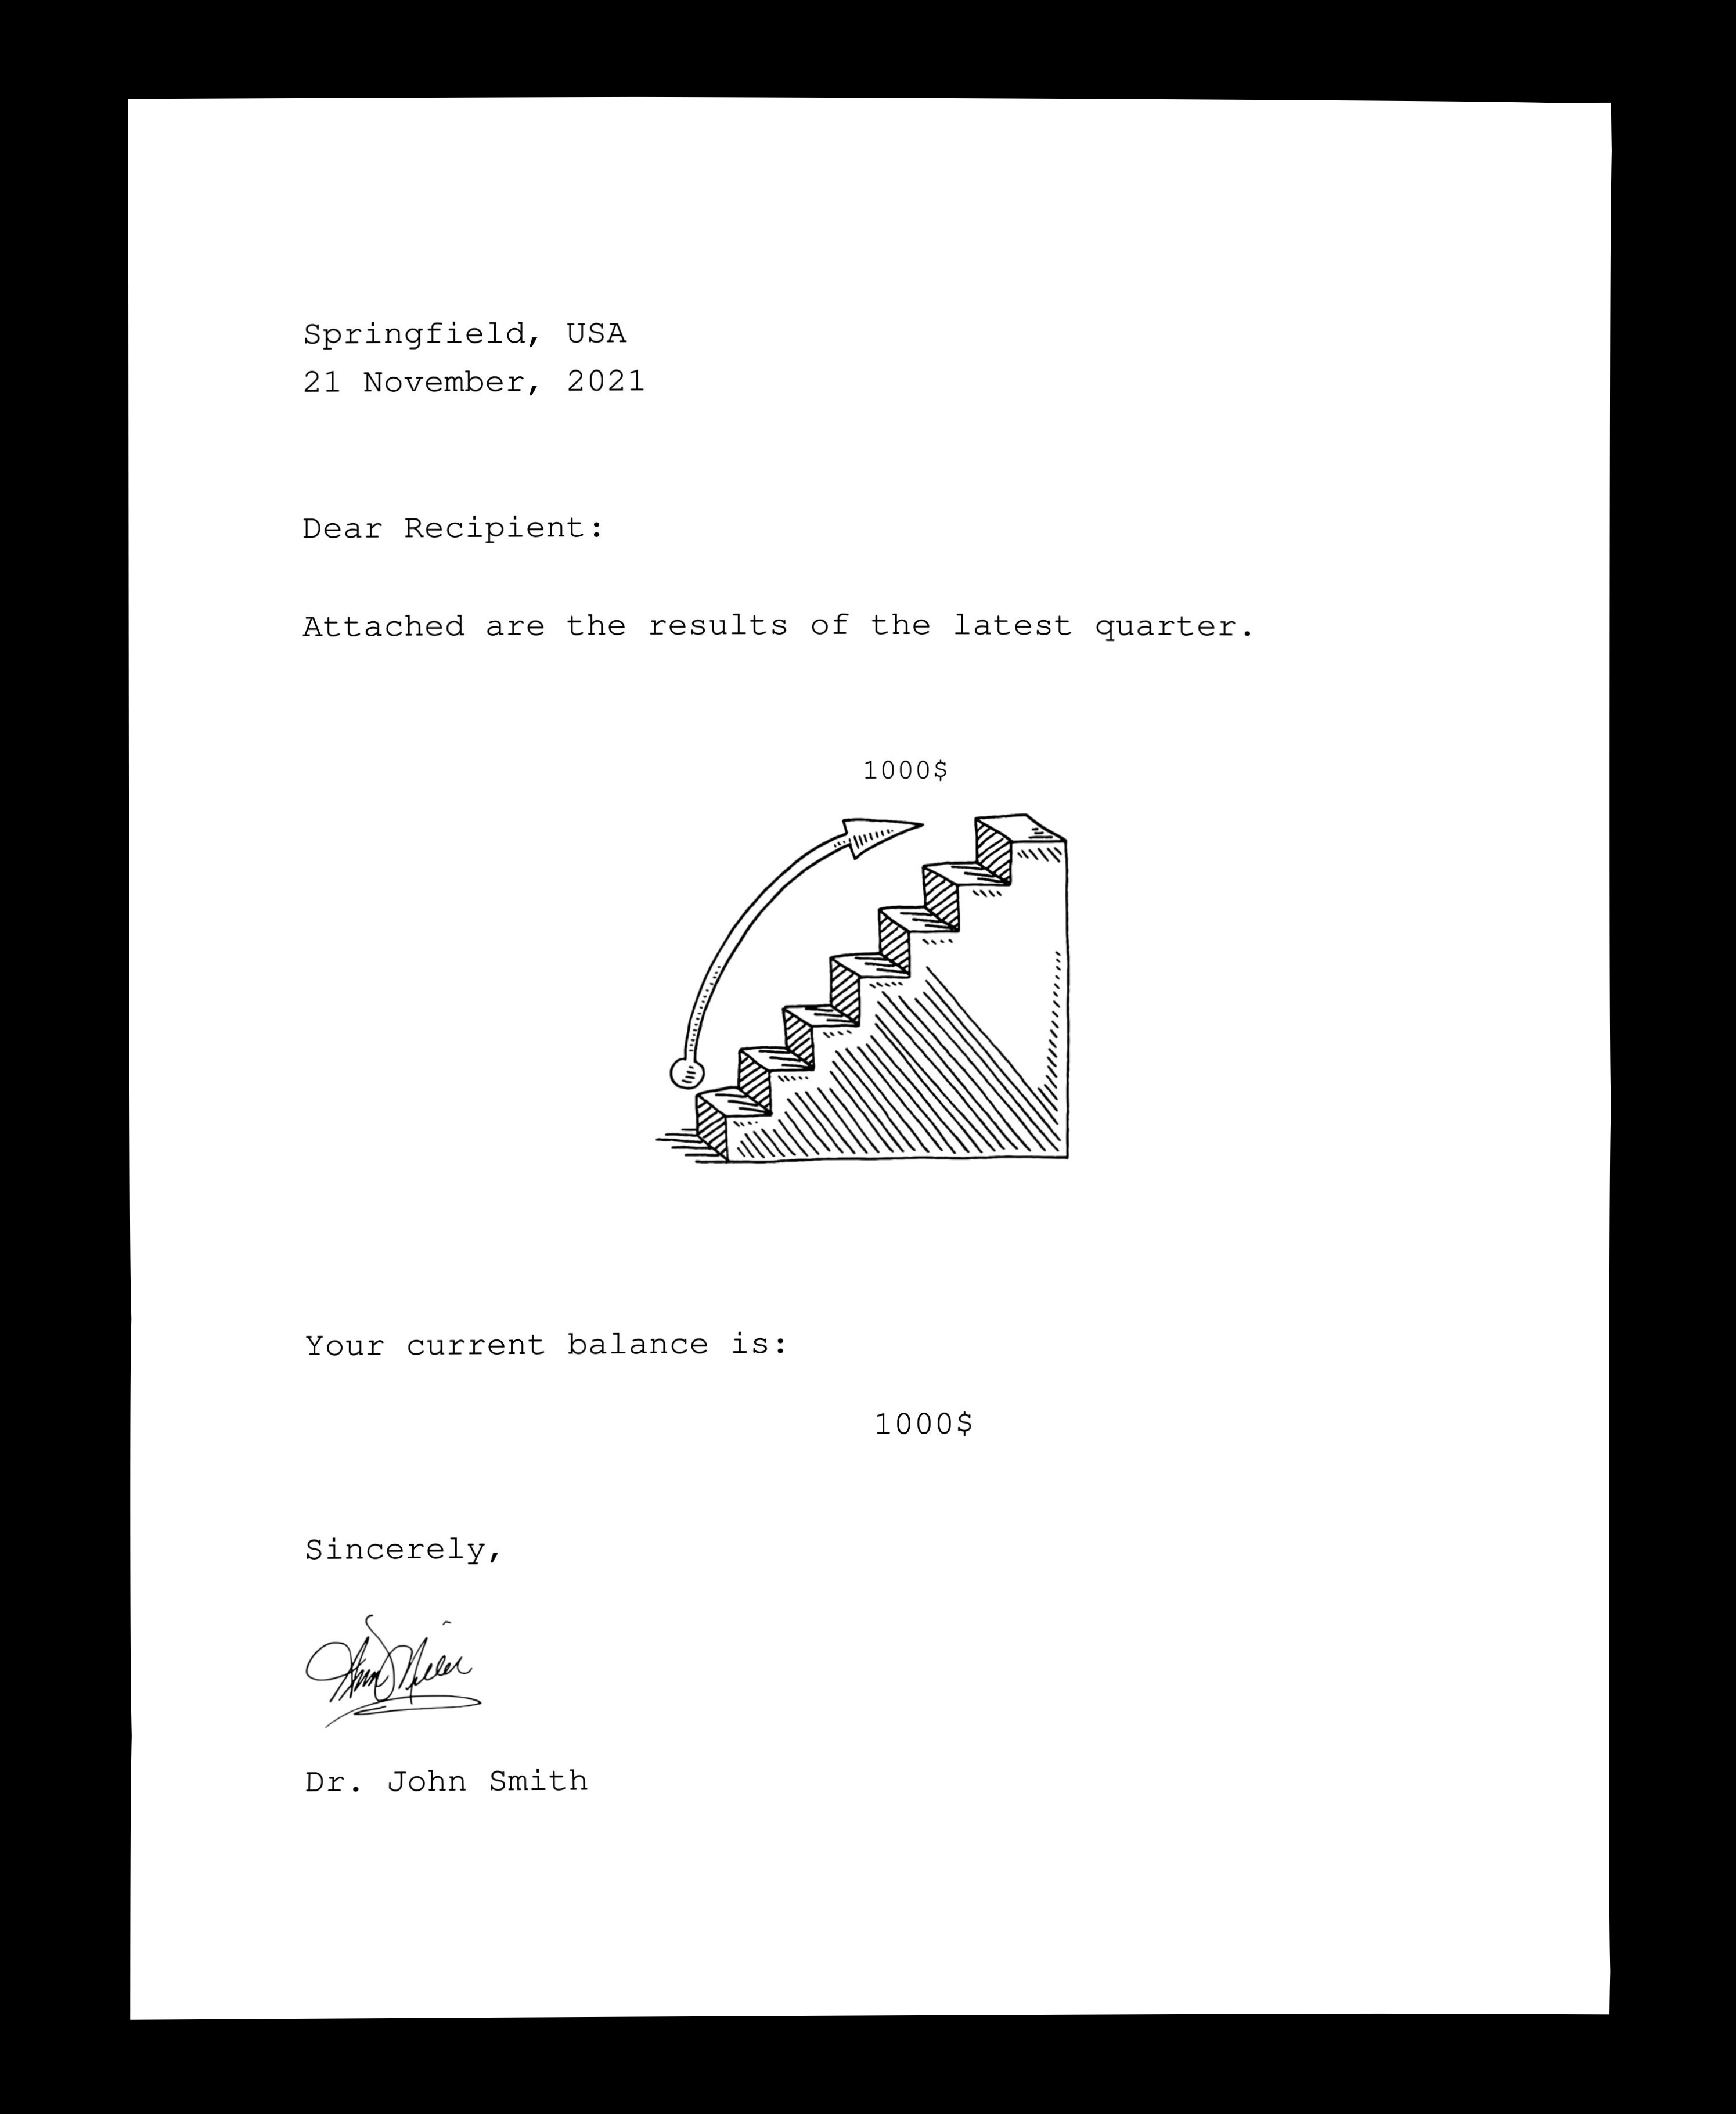 Springfield, USA
21 November, 2021
Dear Recipient:
Attached are the results of the latest quarter.
1000$
Your current balance is:
1000$
Sincerely,
Dr. John Smith